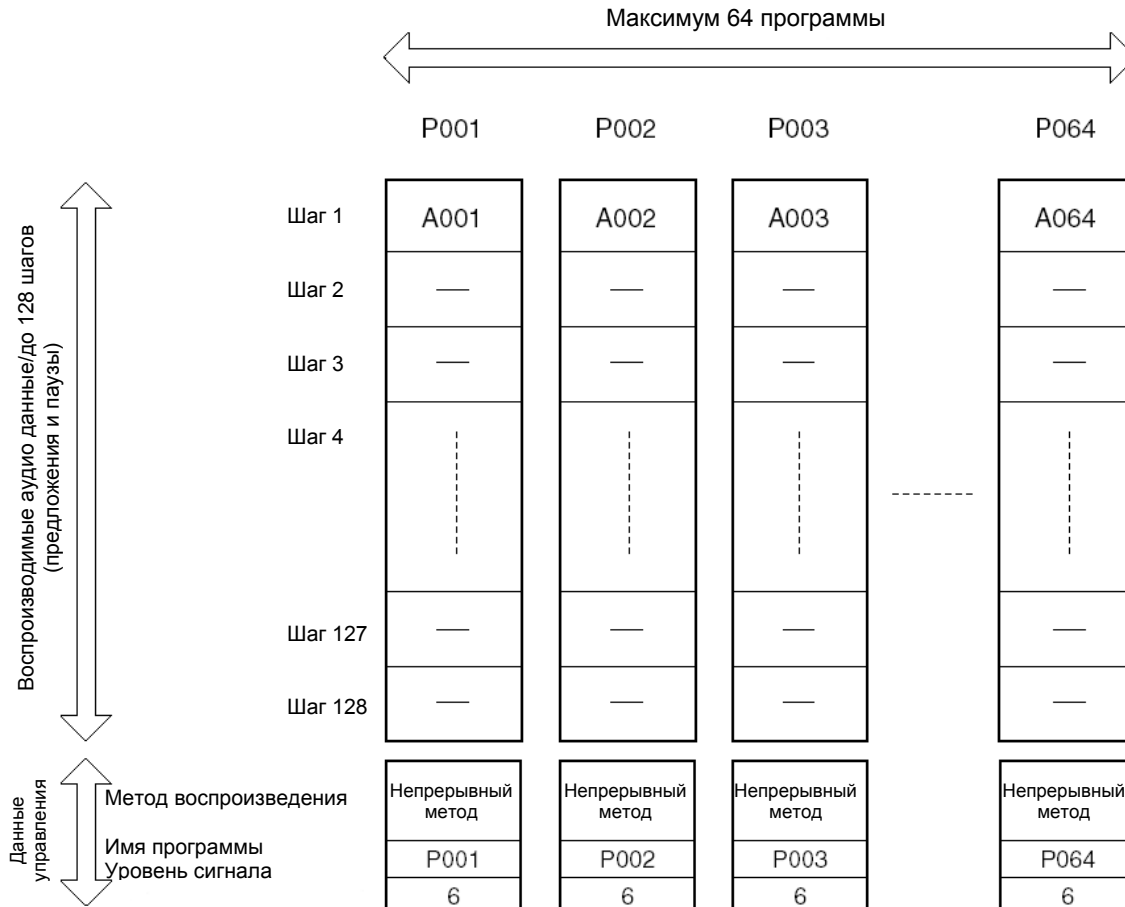 Максимум 64 программы
P001 P002 P003 P064
Воспроизводимые аудио данные/до 128 шагов
(предложения и паузы)
Шаг 1 A001 A002 A003 A064
Шаг 2 — — — —
Шаг 3 — — — —
Шаг 4
Шаг 127 — — — —
Шаг 128 — — — —
Данные
управления
Метод воспроизведения
Непрерывный
метод
Непрерывный
метод
Непрерывный
метод
Непрерывный
метод
Имя программы P001 P002 P003 P064
Уровень сигнала 6 6 6 6